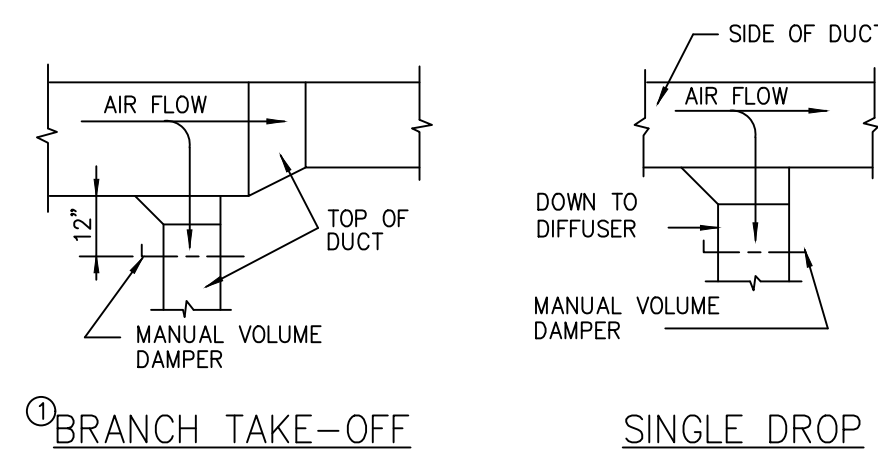 AIR FLOW
12"
TOP OF
DUCT
MANUAL VOLUME
DAMPER
1
BRANCH TAKE-OFF
SIDE OF DUCT
AIR FLOW
DOWN TO
DIFFUSER
MANUAL VOLUME
DAMPER
SINGLE DROP